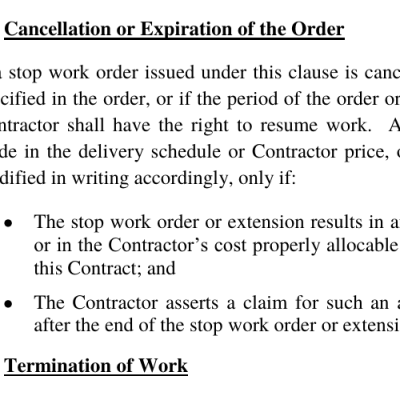 Cancellation or Expiration of the Order
stop work order issued under this clause is canc
cified in the order, or if the period of the order or
ntractor shall have the right to resume work. A
de in the delivery schedule or Contractor price, o
dified in writing accordingly, only if:
• The stop work order or extension results in a
or in the Contractor's cost properly allocable
this Contract; and
• The Contractor asserts a claim for such an a
after the end of the stop work order or extensi
Termination of Work